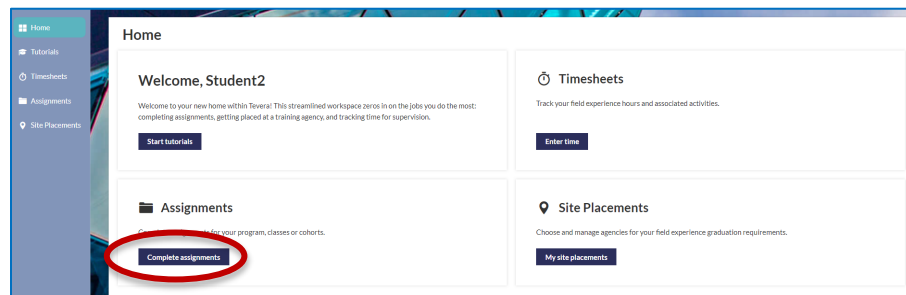 Home
Tutorials
Timesheets
Assignments
Site Placements
Home
Welcome, Student2
Welcome to your new home within Tevera! This streamlined workspace zeros in on the jobs you do the most:
completing assignments, getting placed at a training agency, and tracking time for supervision.
Start tutorials
Timesheets
Track your field experience hours and associated activities.
Enter time
Assignments
for your program, classes or cohorts.
Complete assignments
Site Placements
Choose and manage agencies for your field experience graduation requirements.
My site placements